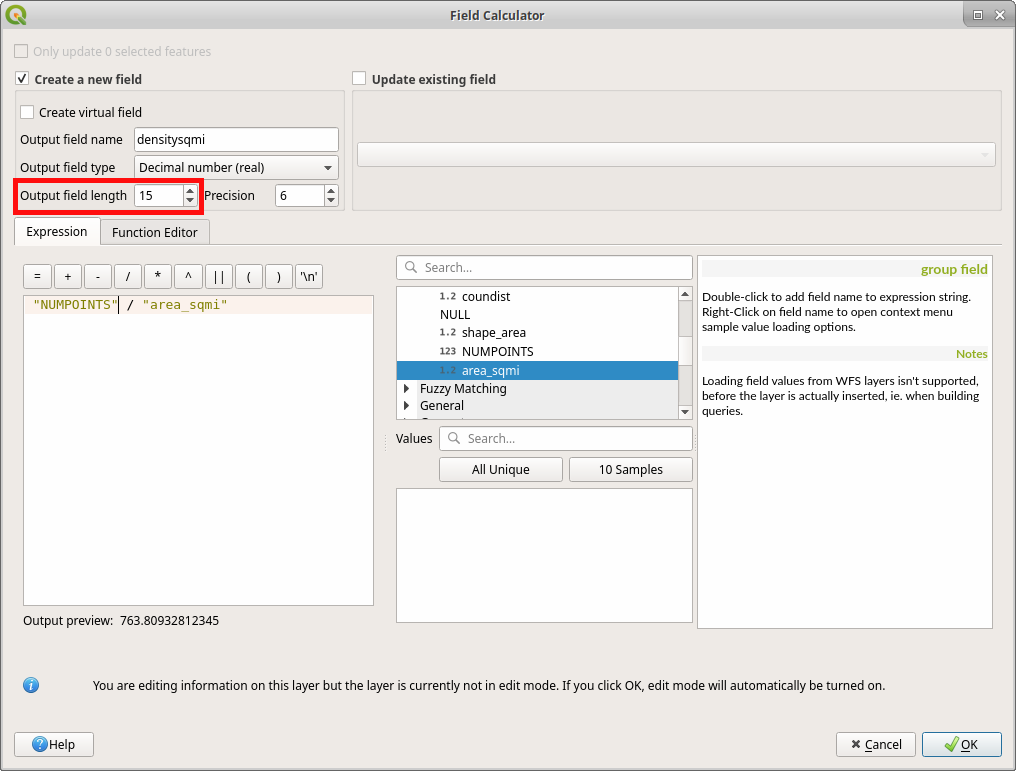 Field Calculator
Only update 0 selected features
Create a new field
Update existing field
Create virtual field
Output field name densitysqmi
Output field type Decimal number (real)
Output field length 15 Precision 6
Expression Function Editor
= + - / * ^ || ( ) '\n'
"NUMPOINTS" / "area_sqmi"
Output preview: 763.80932812345
Search...
1.2 coundist
NULL
1.2 shape_area
123 NUMPOINTS
1.2 area_sqmi
Fuzzy Matching
General
Values Search...
All Unique 10 Samples
group field
Double-click to add field name to expression string.
Right-Click on field name to open context menu
sample value loading options.
Notes
Loading field values from WFS layers isn't supported,
before the layer is actually inserted, ie. when building
queries.
You are editing information on this layer but the layer is currently not in edit mode. If you click OK, edit mode will automatically be turned on.
Help Cancel OK